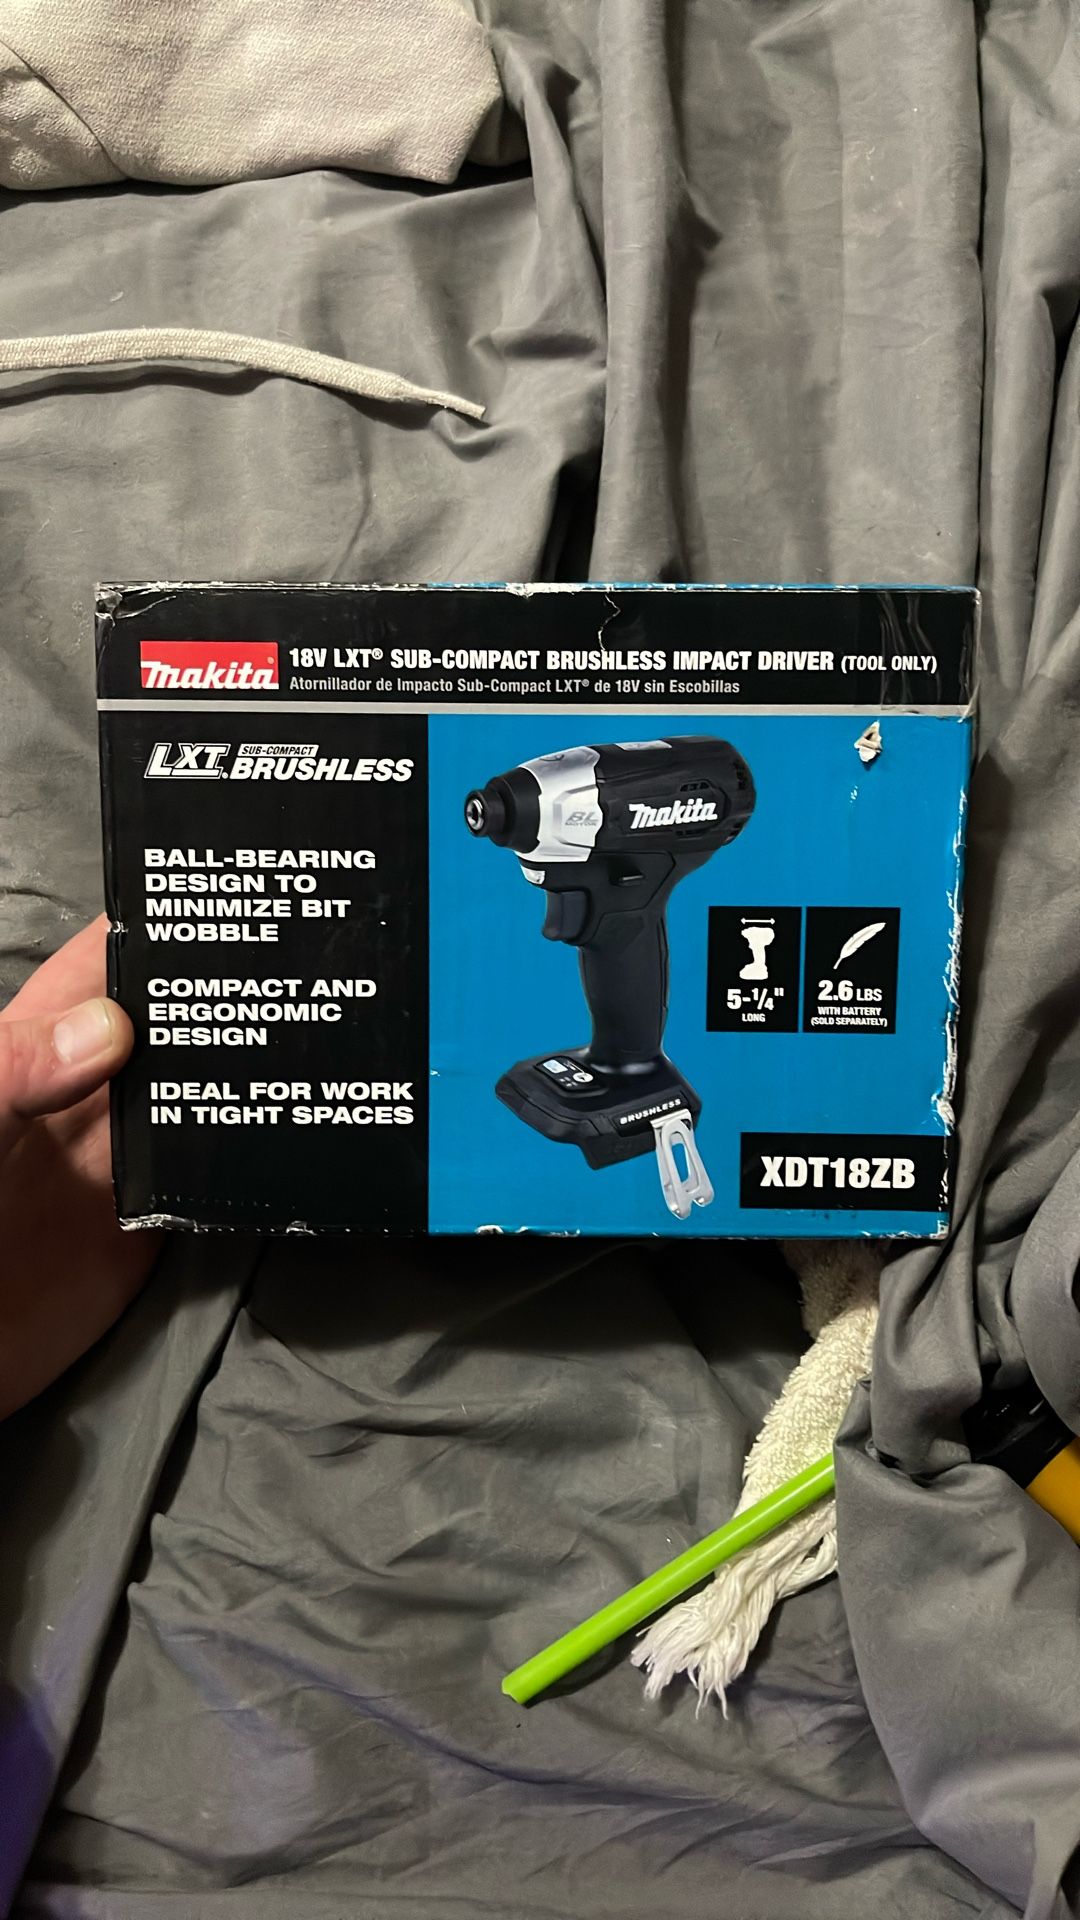 makita® 18V LXT® SUB-COMPACT BRUSHLESS IMPACT DRIVER (TOOL ONLY)
Atornillador de Impacto Sub-Compact LXT® de 18V sin Escobillas
LXT® SUB-COMPACT BRUSHLESS
BALL-BEARING
DESIGN TO
MINIMIZE BIT
WOBBLE
COMPACT AND
ERGONOMIC
DESIGN
IDEAL FOR WORK
IN TIGHT SPACES
BL
MOTOR
makita
BRUSHLESS
5-1/4"
LONG
2.6 LBS
WITH BATTERY
(SOLD SEPARATELY)
XDT18ZB